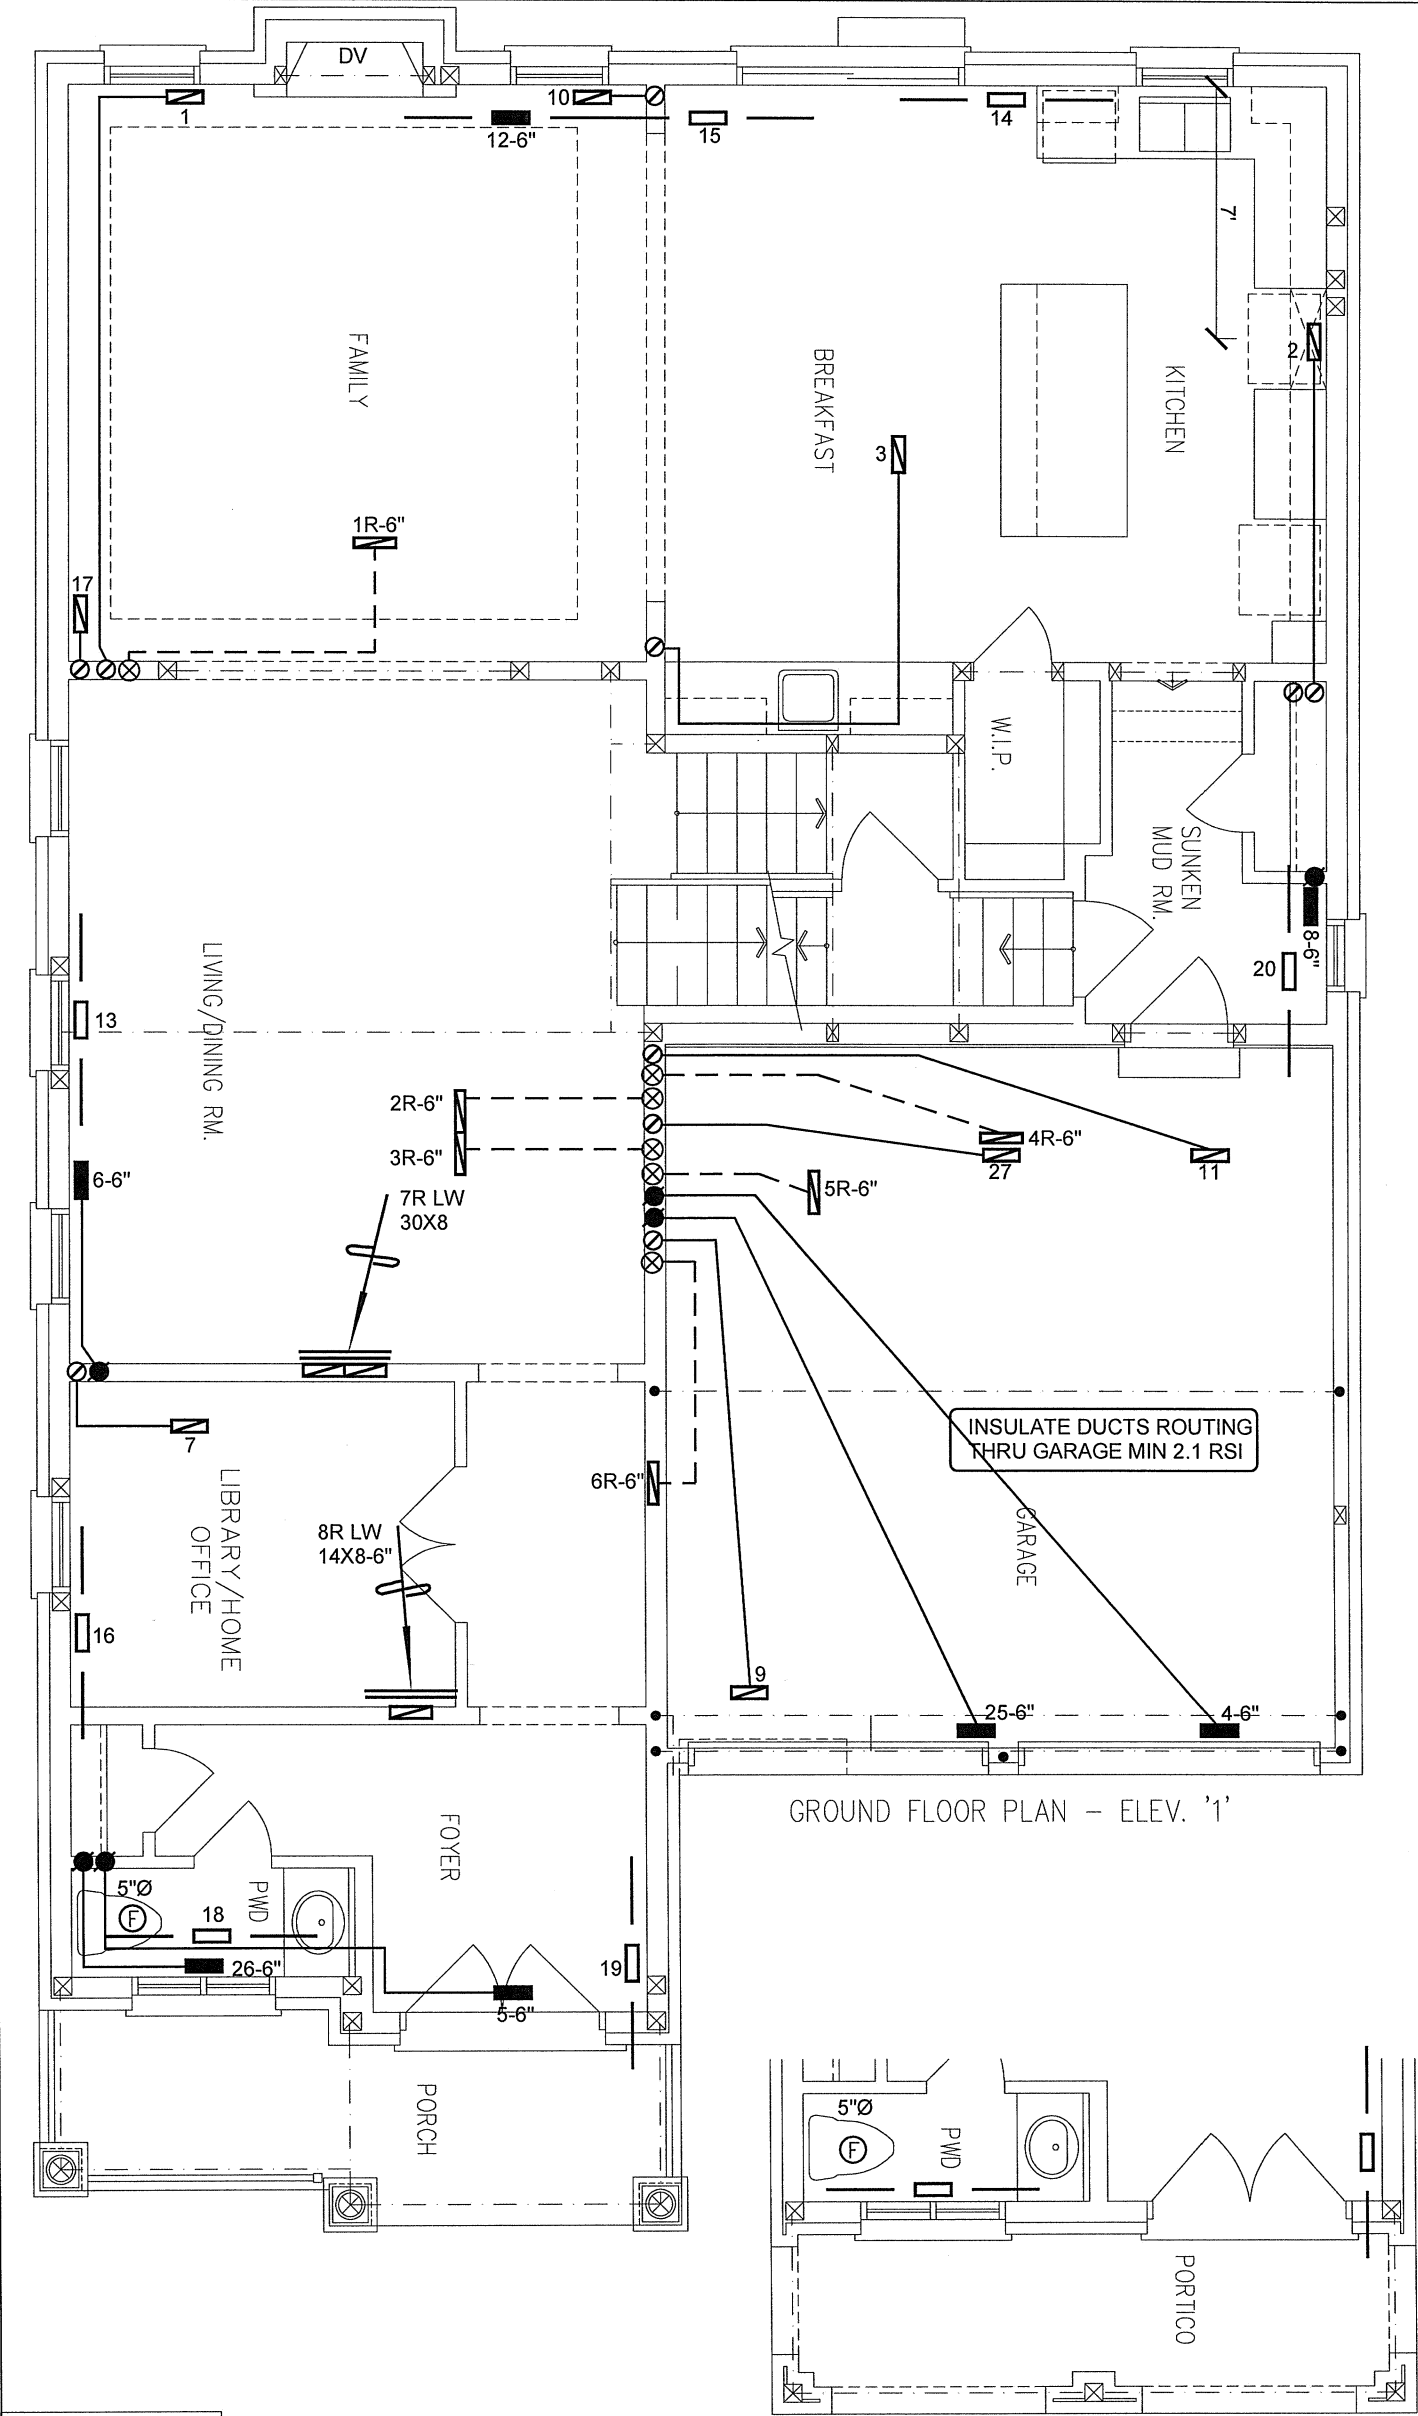 DV
1
10
12-6"
15
14
7'
2
FAMILY
BREAKFAST
KITCHEN
3
1R-6"
17
W.I.P.
SUNKEN
MUD RM.
8-6"
20
LIVING/DINING RM.
13
2R-6"
3R-6"
4R-6"
27
11
5R-6"
6-6"
7R LW
30X8
7
INSULATE DUCTS ROUTING
THRU GARAGE MIN 2.1 RSI
6R-6"
LIBRARY/HOME
OFFICE
8R LW
14X8-6"
GARAGE
16
9
25-6"
4-6"
GROUND FLOOR PLAN - ELEV. '1'
FOYER
5"Ø
F
PWD
18
26-6"
19
5-6"
PORCH
5"Ø
F
PWD
PORTICO